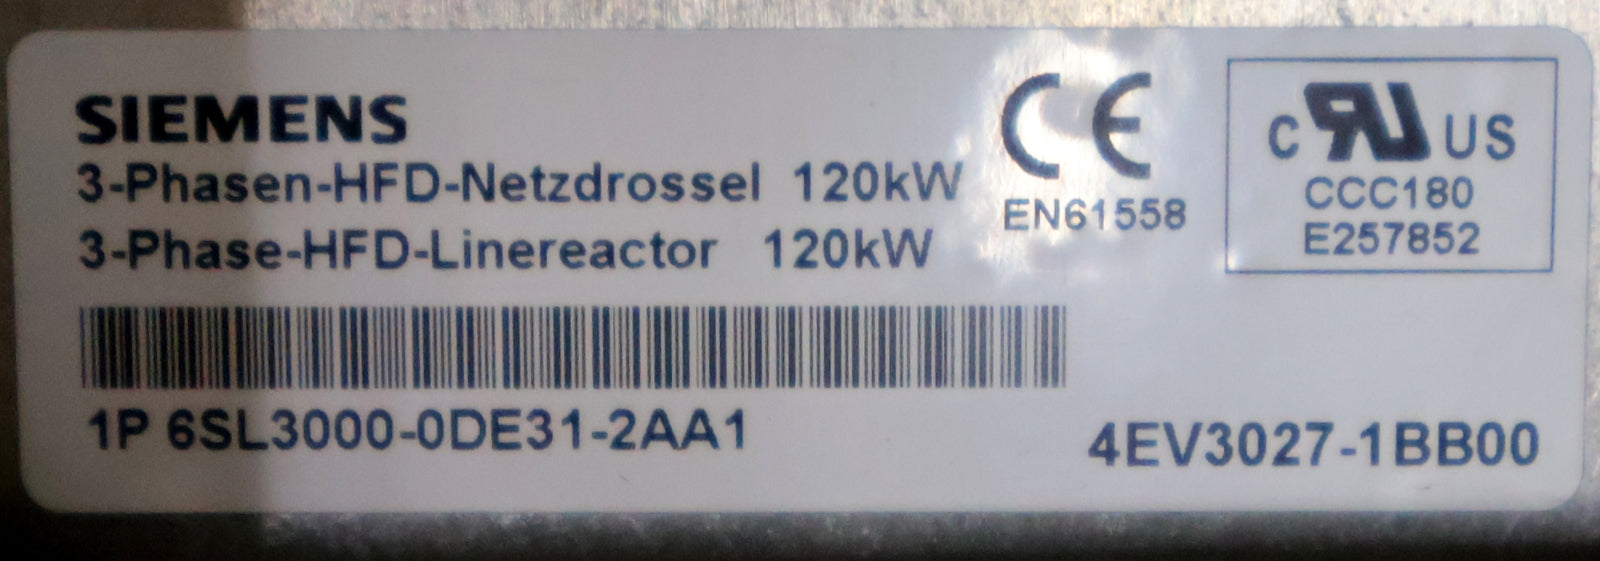 SIEMENS
3-Phasen-HFD-Netzdrossel 120kW
3-Phase-HFD-Linereactor 120kW
CE
EN61558
C RU US
CCC180
E257852
1P 6SL3000-0DE31-2AA1
4EV3027-1BB00